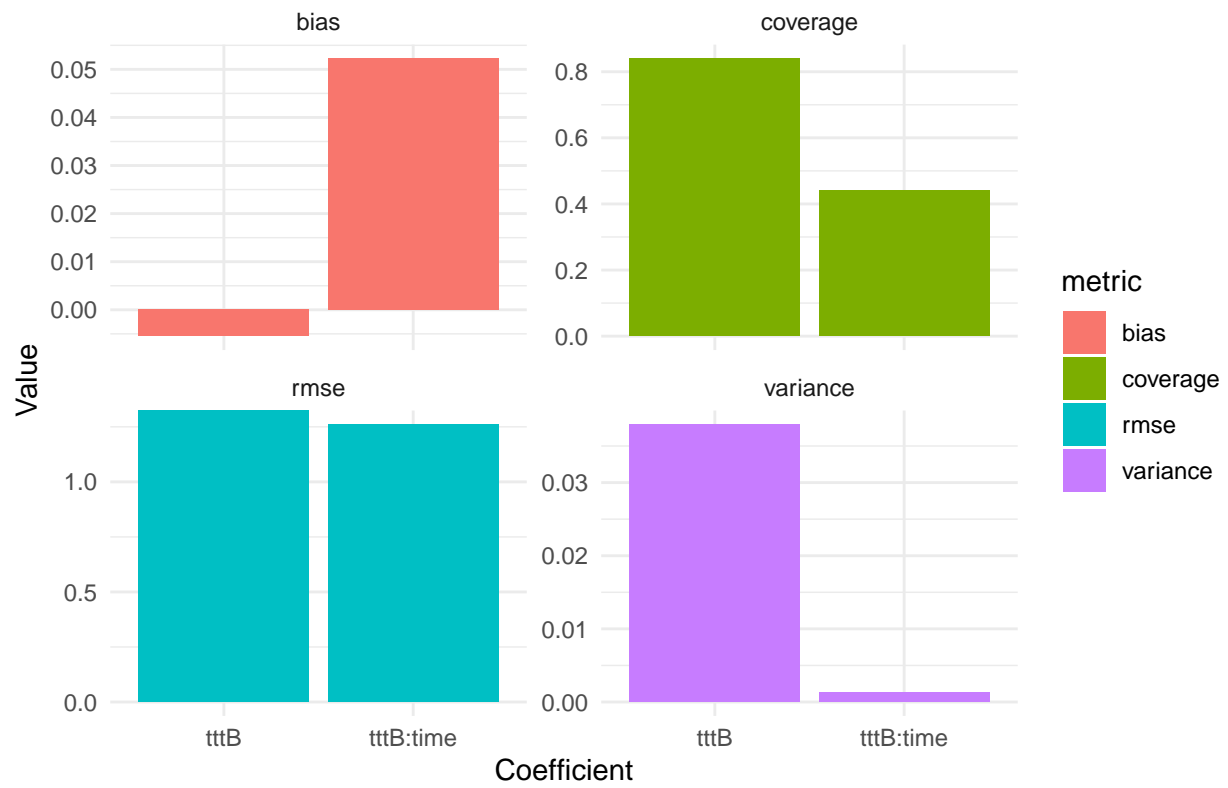 bias
coverage
0.05
0.04
0.03
0.02
0.01
0.00
0.8
0.6
0.4
0.2
0.0
rmse
variance
1.0
0.5
0.0
0.03
0.02
0.01
0.00
tttB
tttB:time
tttB
tttB:time
Value
Coefficient
metric
bias
coverage
rmse
variance